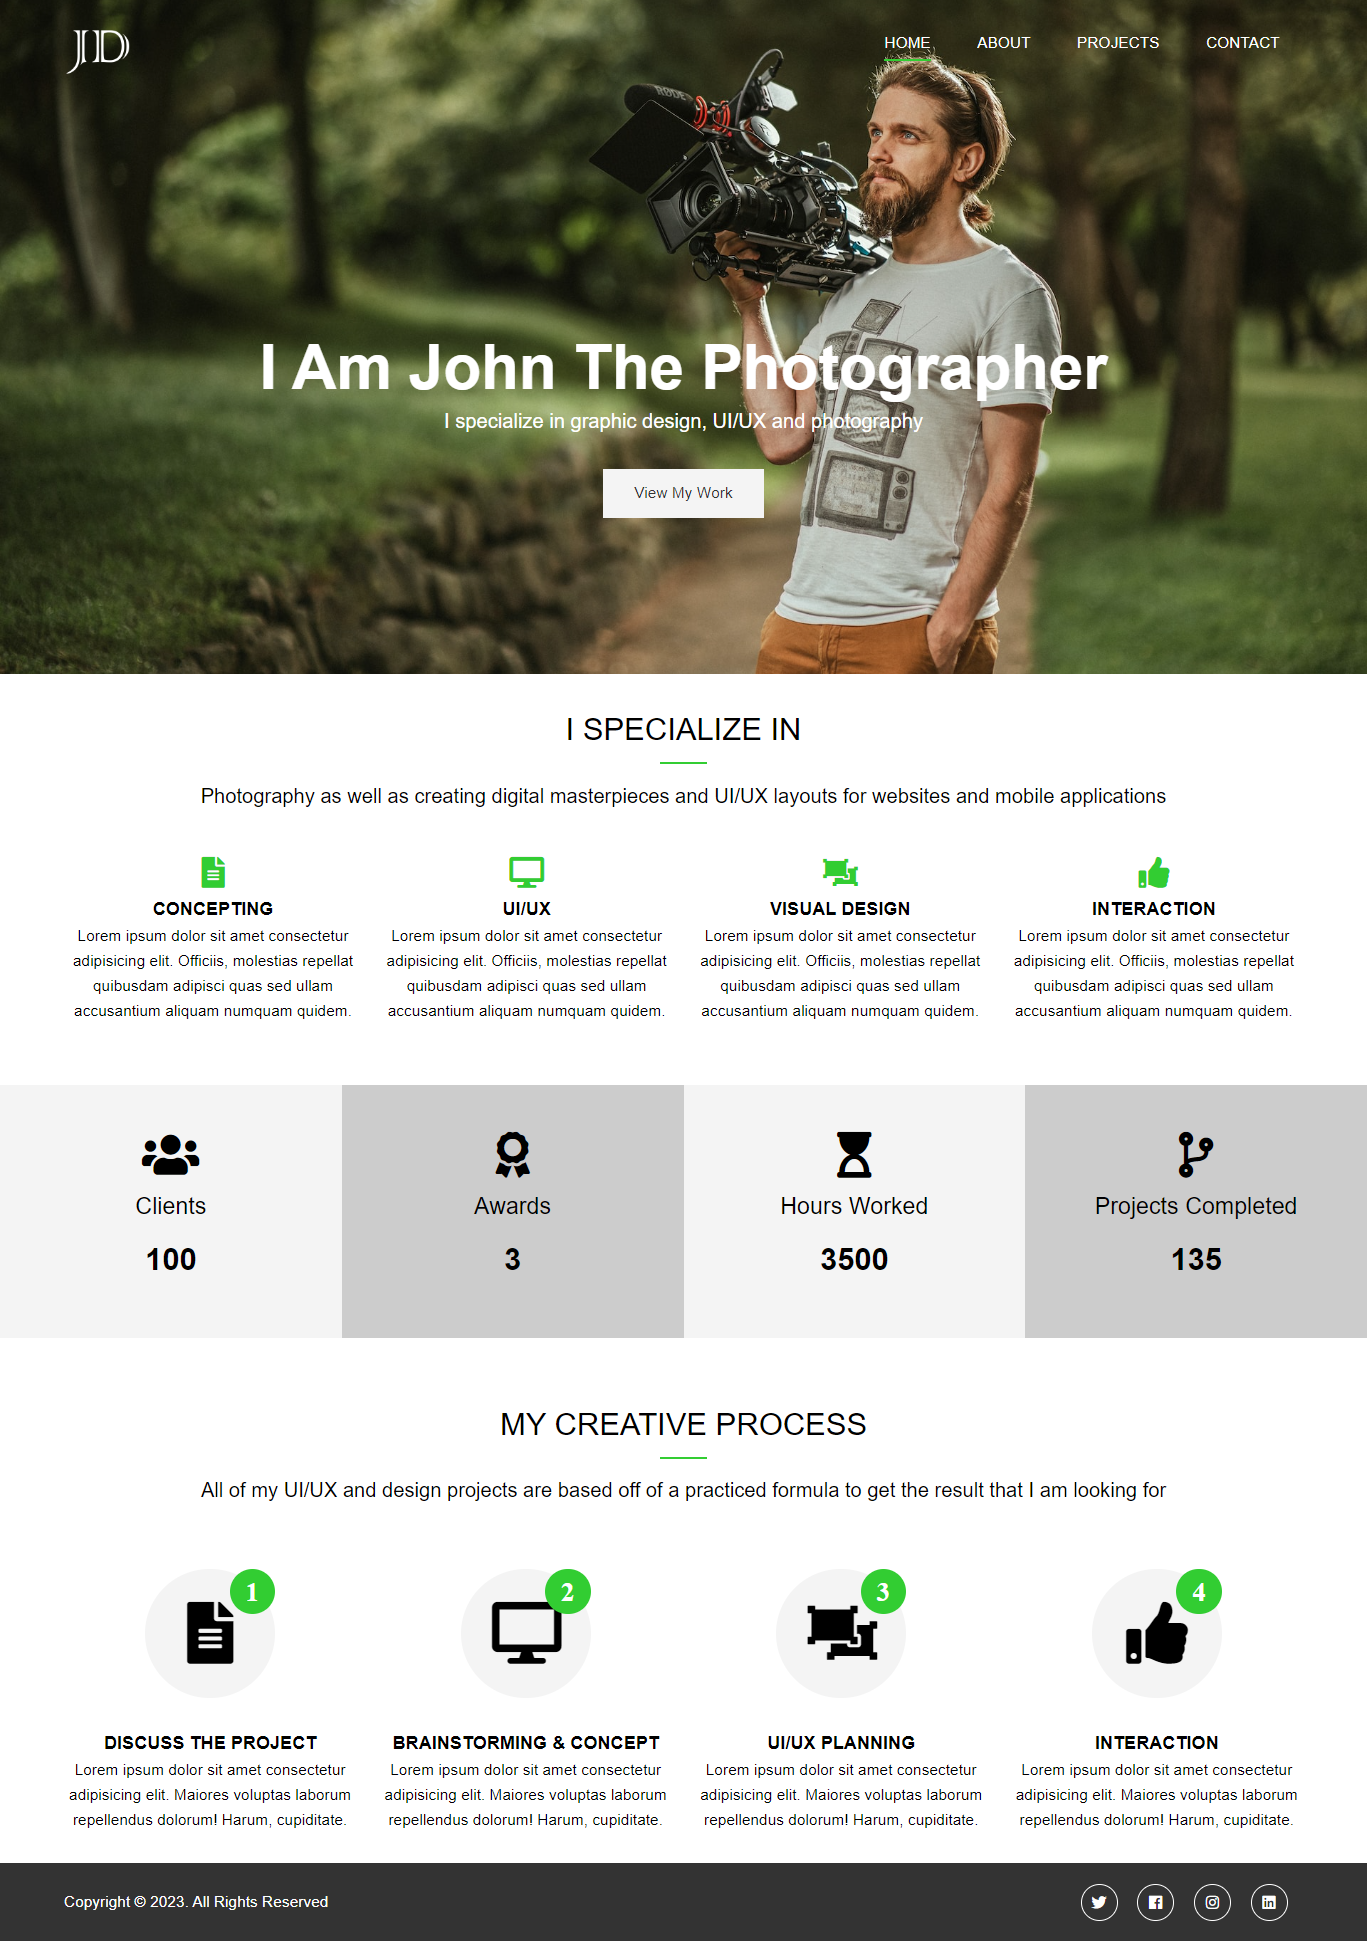 JD
HOME ABOUT PROJECTS CONTACT
RODE
I Am John The Photographer
I specialize in graphic design, UI/UX and photography
View My Work
I SPECIALIZE IN
Photography as well as creating digital masterpieces and UI/UX layouts for websites and mobile applications
CONCEPTING
Lorem ipsum dolor sit amet consectetur
adipisicing elit. Officiis, molestias repellat
quibusdam adipisci quas sed ullam
accusantium aliquam numquam quidem.
UI/UX
Lorem ipsum dolor sit amet consectetur
adipisicing elit. Officiis, molestias repellat
quibusdam adipisci quas sed ullam
accusantium aliquam numquam quidem.
VISUAL DESIGN
Lorem ipsum dolor sit amet consectetur
adipisicing elit. Officiis, molestias repellat
quibusdam adipisci quas sed ullam
accusantium aliquam numquam quidem.
INTERACTION
Lorem ipsum dolor sit amet consectetur
adipisicing elit. Officiis, molestias repellat
quibusdam adipisci quas sed ullam
accusantium aliquam numquam quidem.
Clients
100
Awards
3
Hours Worked
3500
Projects Completed
135
MY CREATIVE PROCESS
All of my UI/UX and design projects are based off of a practiced formula to get the result that I am looking for
1
DISCUSS THE PROJECT
Lorem ipsum dolor sit amet consectetur
adipisicing elit. Maiores voluptas laborum
repellendus dolorum! Harum, cupiditate.
2
BRAINSTORMING & CONCEPT
Lorem ipsum dolor sit amet consectetur
adipisicing elit. Maiores voluptas laborum
repellendus dolorum! Harum, cupiditate.
3
UI/UX PLANNING
Lorem ipsum dolor sit amet consectetur
adipisicing elit. Maiores voluptas laborum
repellendus dolorum! Harum, cupiditate.
4
INTERACTION
Lorem ipsum dolor sit amet consectetur
adipisicing elit. Maiores voluptas laborum
repellendus dolorum! Harum, cupiditate.
Copyright © 2023. All Rights Reserved